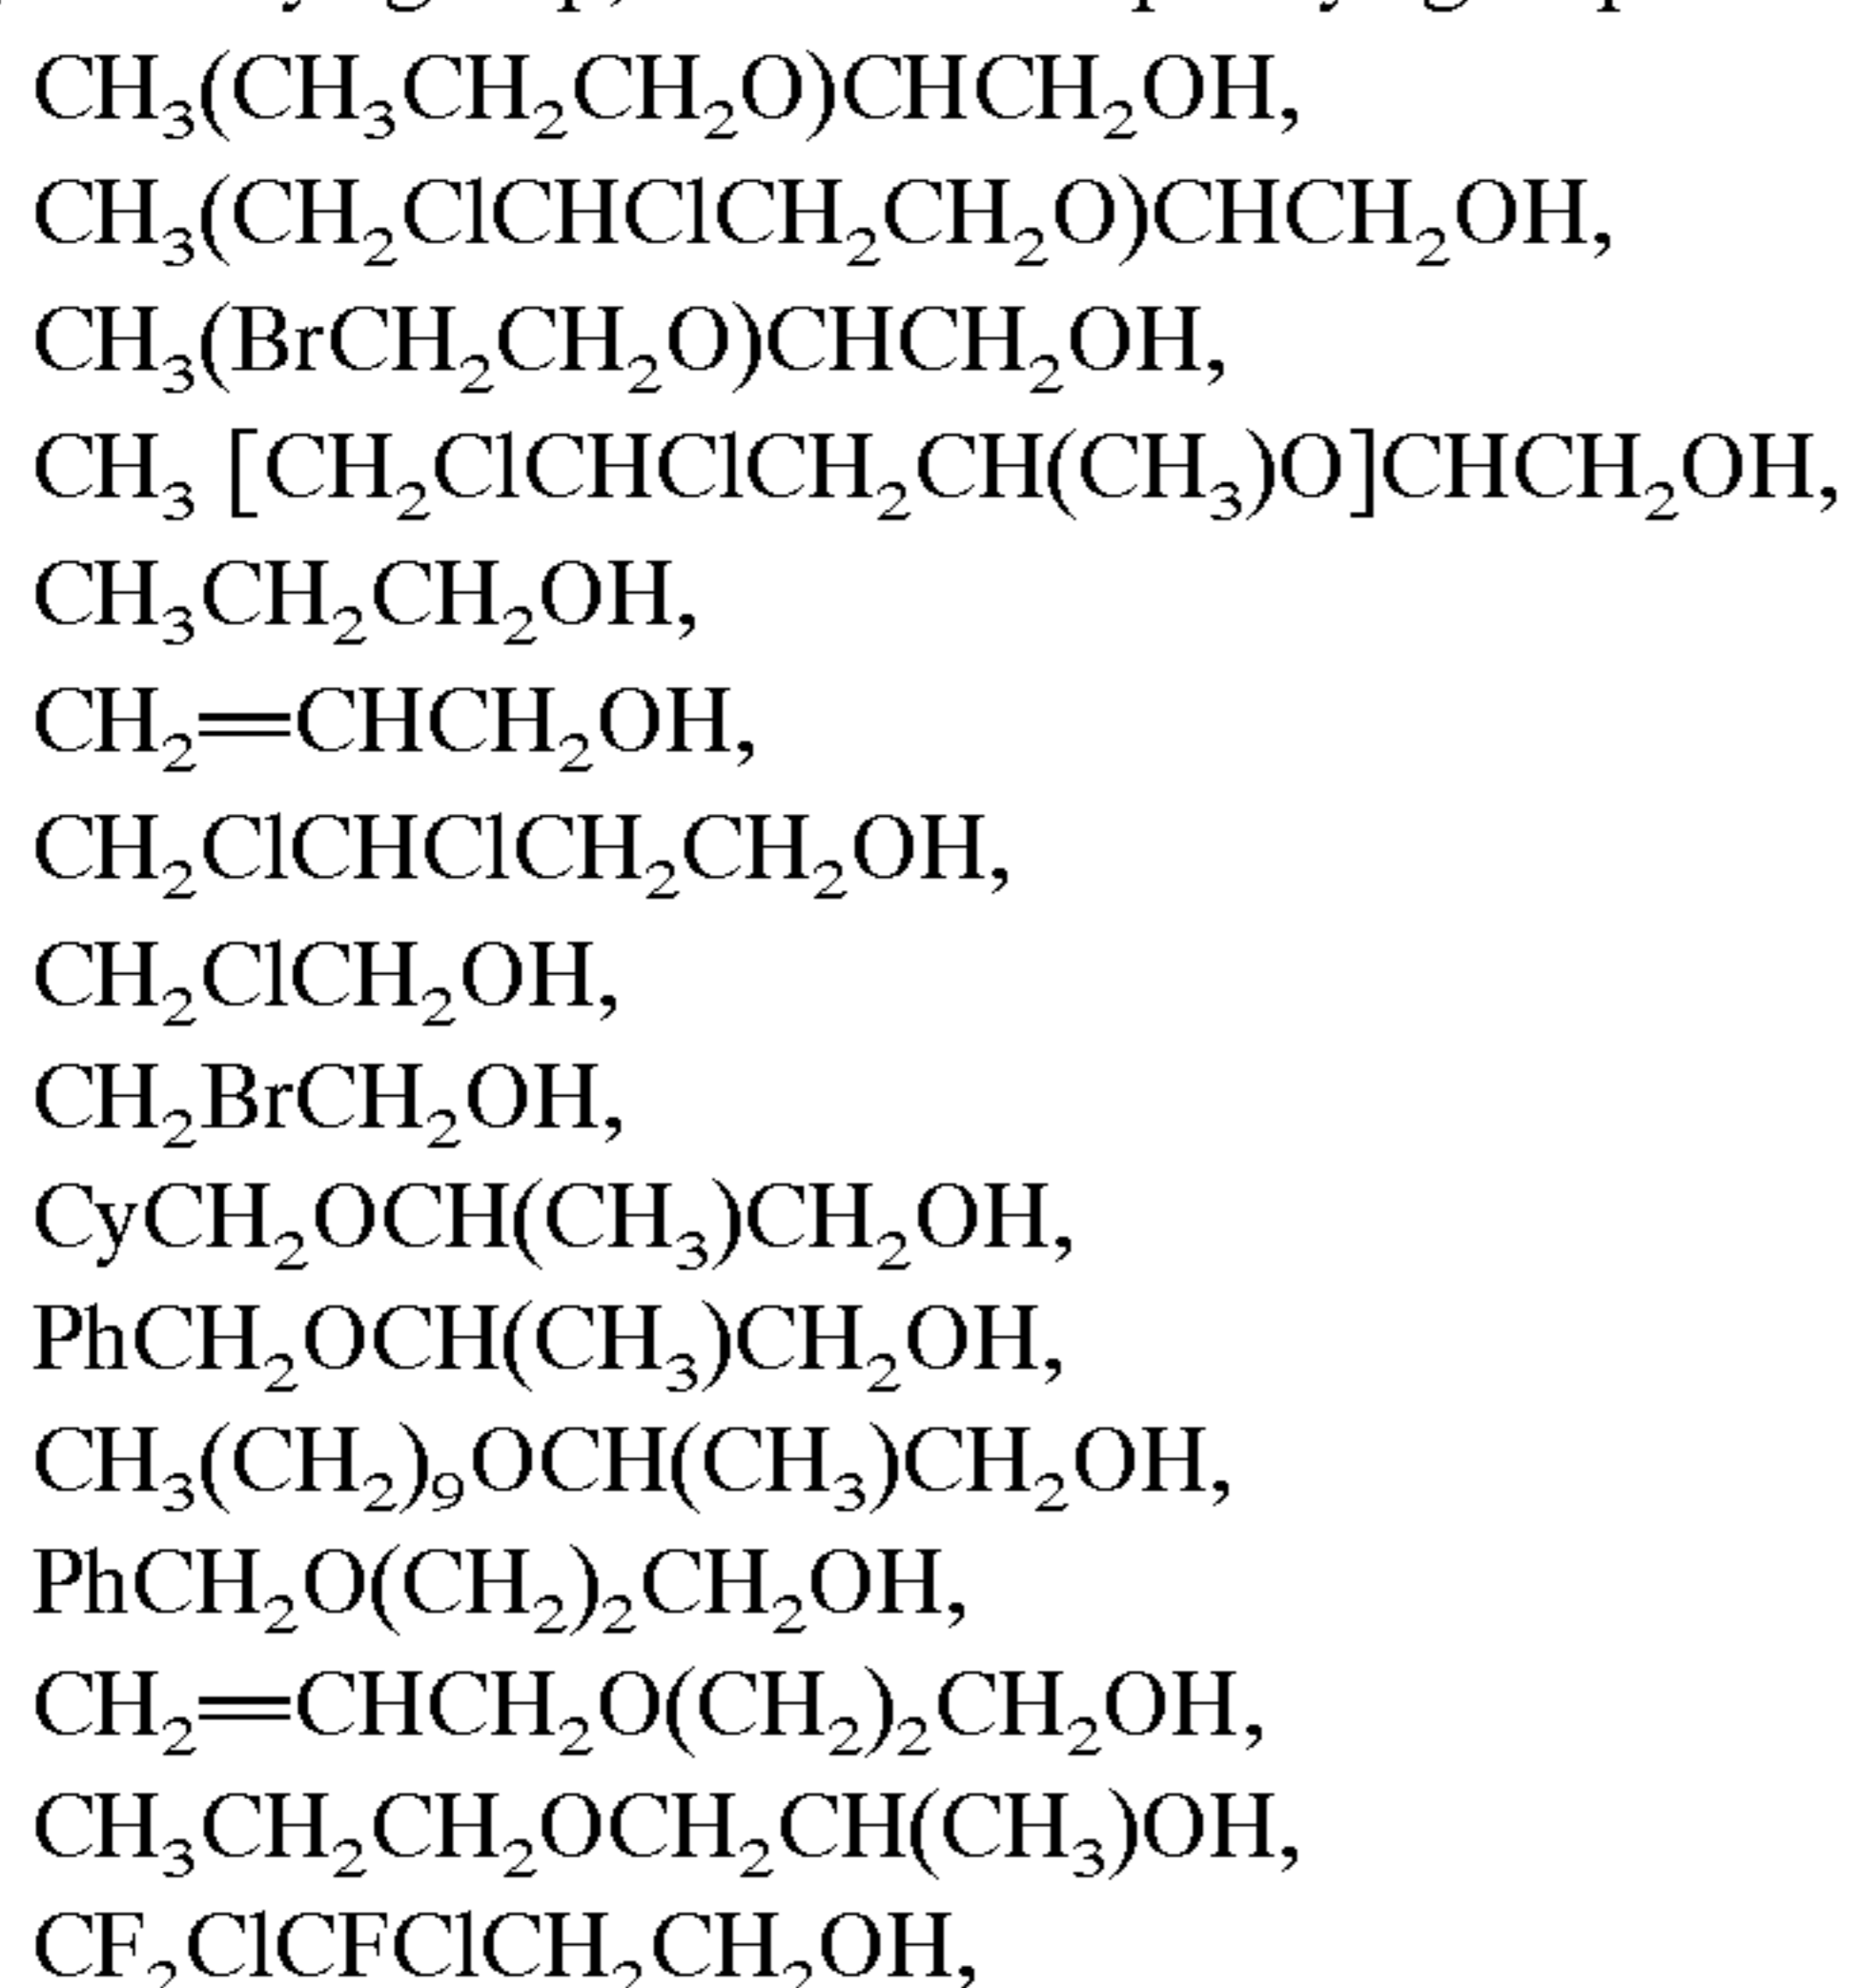 CH₃(CH₃CH₂CH₂O)CHCH₂OH,
CH₃(CH₂ClCHClCH₂CH₂O)CHCH₂OH,
CH₃(BrCH₂CH₂O)CHCH₂OH,
CH₃ [CH₂ClCHClCH₂CH(CH₃)O]CHCH₂OH,
CH₃CH₂CH₂OH,
CH₂=CHCH₂OH,
CH₂ClCHClCH₂CH₂OH,
CH₂ClCH₂OH,
CH₂BrCH₂OH,
CyCH₂OCH(CH₃)CH₂OH,
PhCH₂OCH(CH₃)CH₂OH,
CH₃(CH₂)₉OCH(CH₃)CH₂OH,
PhCH₂O(CH₂)₂CH₂OH,
CH₂=CHCH₂O(CH₂)₂CH₂OH,
CH₃CH₂CH₂OCH₂CH(CH₃)OH,
CF₂ClCFClCH₂CH₂OH,